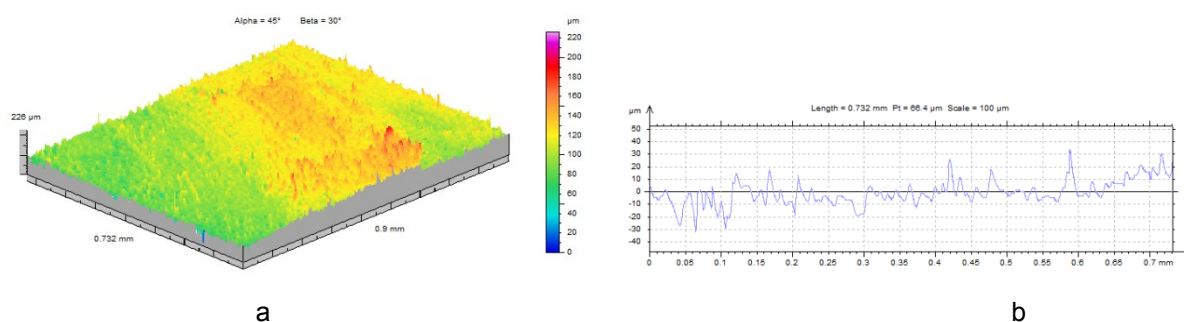 Alpha = 45° Beta = 30°
µm
220
200
180
160
140
120
100
80
60
40
20
0
226 µm
0.732 mm
0.9 mm
a
Length = 0.732 mm Pt = 66.4 µm Scale = 100 µm
µm
50
40
30
20
10
0
-10
-20
-30
-40
0 0.05 0.1 0.15 0.2 0.25 0.3 0.35 0.4 0.45 0.5 0.55 0.6 0.65 0.7 mm
b